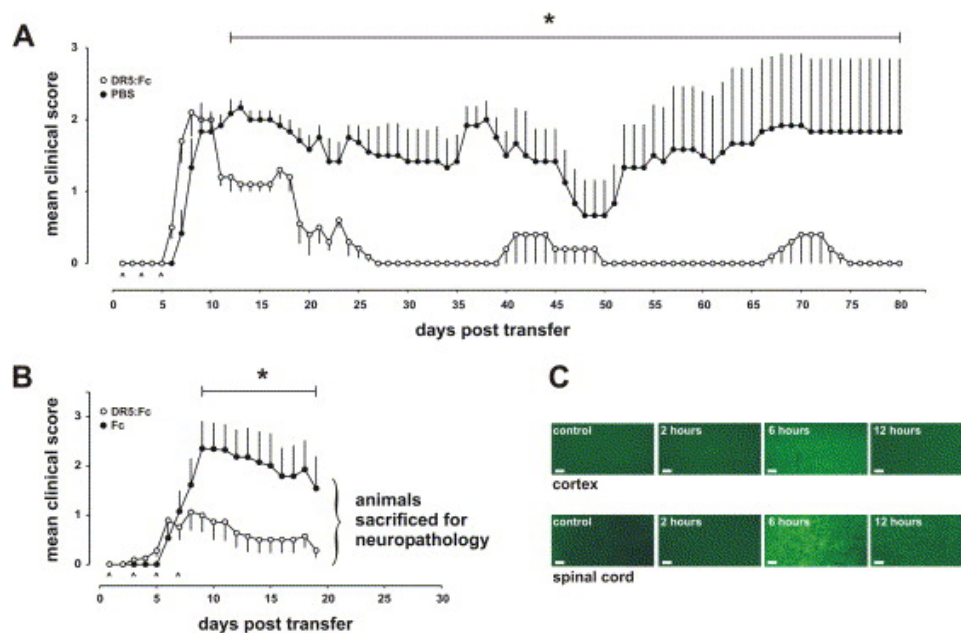 A
*
mean clinical score
3
2
1
0
DR5:Fc
PBS
^ ^ ^
0 5 10 15 20 25 30 35 40 45 50 55 60 65 70 75 80
days post transfer
B
*
mean clinical score
3
2
1
0
DR5:Fc
Fc
animals
sacrificed for
neuropathology
^ ^ ^ ^
0 5 10 15 20 25 30
days post transfer
C
control 2 hours 6 hours 12 hours
cortex
control 2 hours 6 hours 12 hours
spinal cord